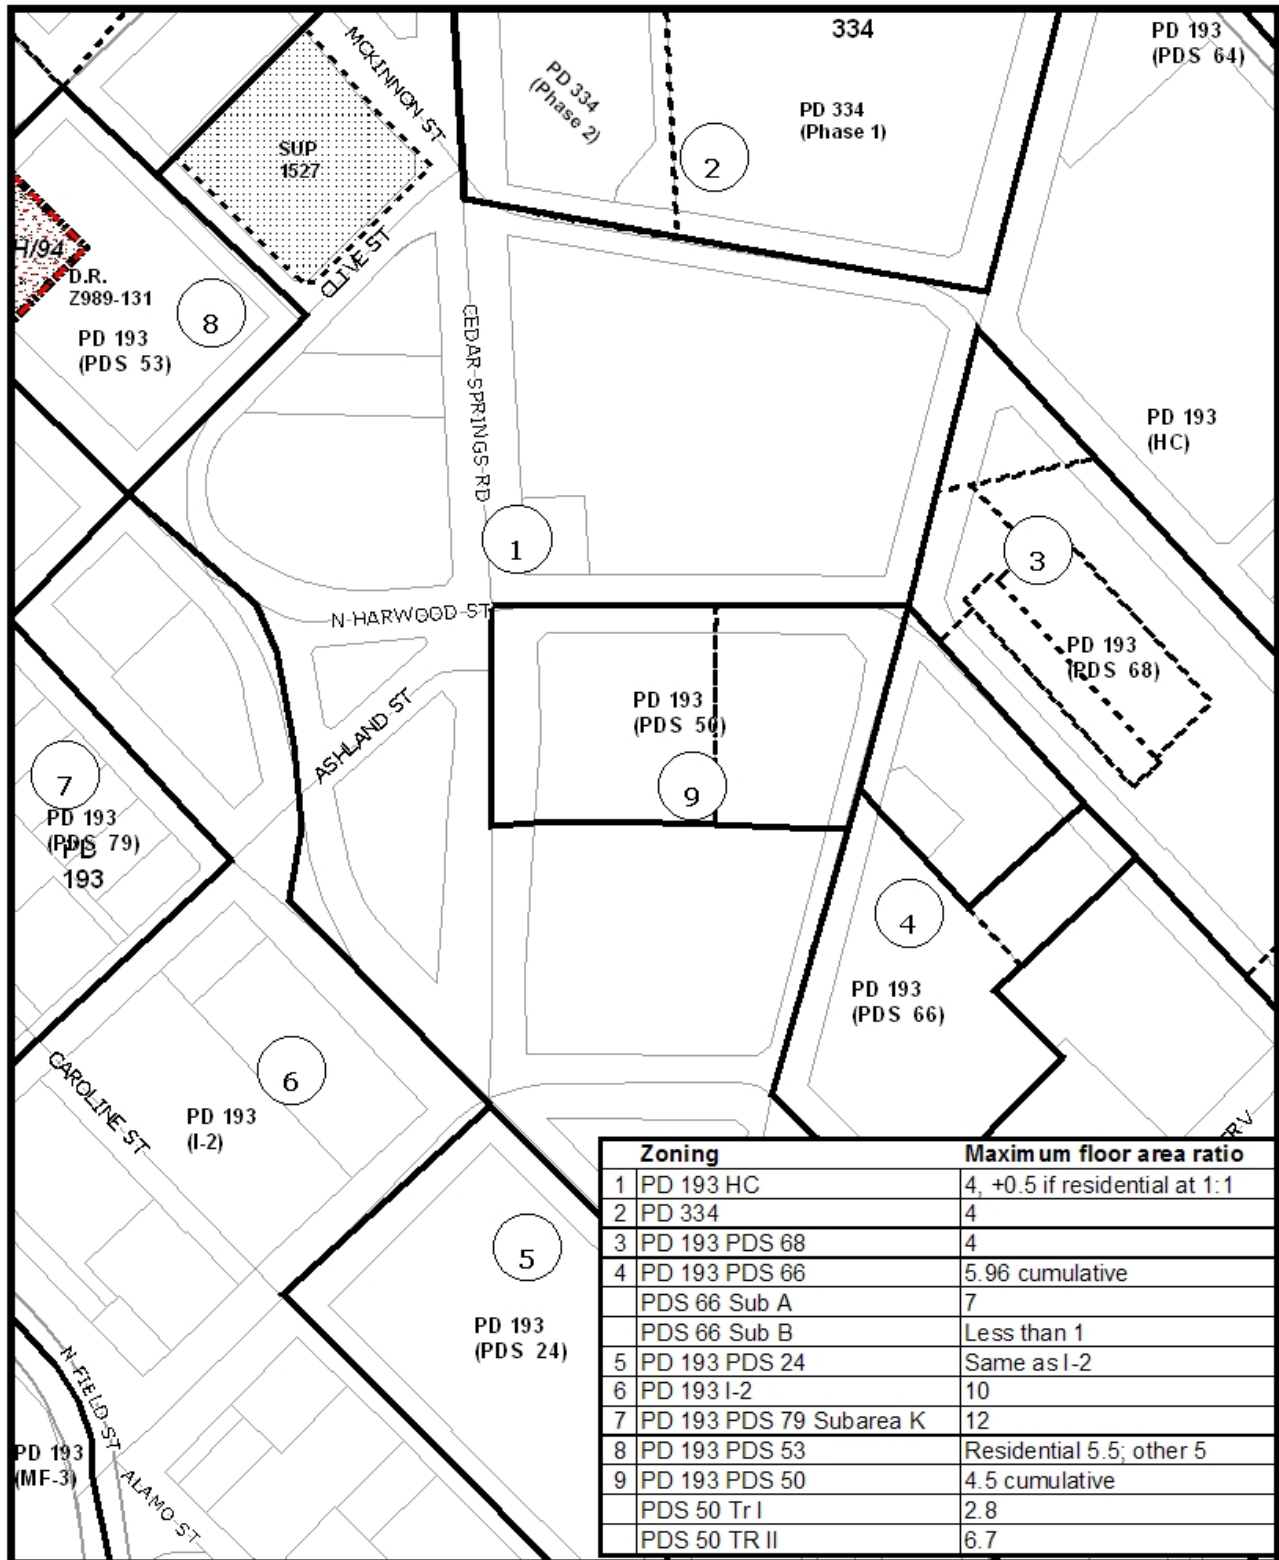 334
PD 193
(PDS 64)
MCKINNON ST
PD 334
(Phase 2)
PD 334
(Phase 1)
2
SUP
1527
OLIVE ST
H/94
D.R.
Z989-131
8
PD 193
(PDS 53)
CEDAR SPRINGS RD
PD 193
(HC)
1
3
N HARWOOD ST
PD 193
(PDS 68)
PD 193
(PDS 50)
ASHLAND ST
7
9
PD 193
(PDS 79)
PD
193
4
PD 193
(PDS 66)
CAROLINE ST
6
PD 193
(I-2)
5
PD 193
(PDS 24)
N FIELD ST
PD 193
(MF-3)
ALAMO ST
Zoning Maximum floor area ratio
1 PD 193 HC 4, +0.5 if residential at 1:1
2 PD 334 4
3 PD 193 PDS 68 4
4 PD 193 PDS 66 5.96 cumulative
PDS 66 Sub A 7
PDS 66 Sub B Less than 1
5 PD 193 PDS 24 Same as I-2
6 PD 193 I-2 10
7 PD 193 PDS 79 Subarea K 12
8 PD 193 PDS 53 Residential 5.5; other 5
9 PD 193 PDS 50 4.5 cumulative
PDS 50 Tr I 2.8
PDS 50 TR II 6.7